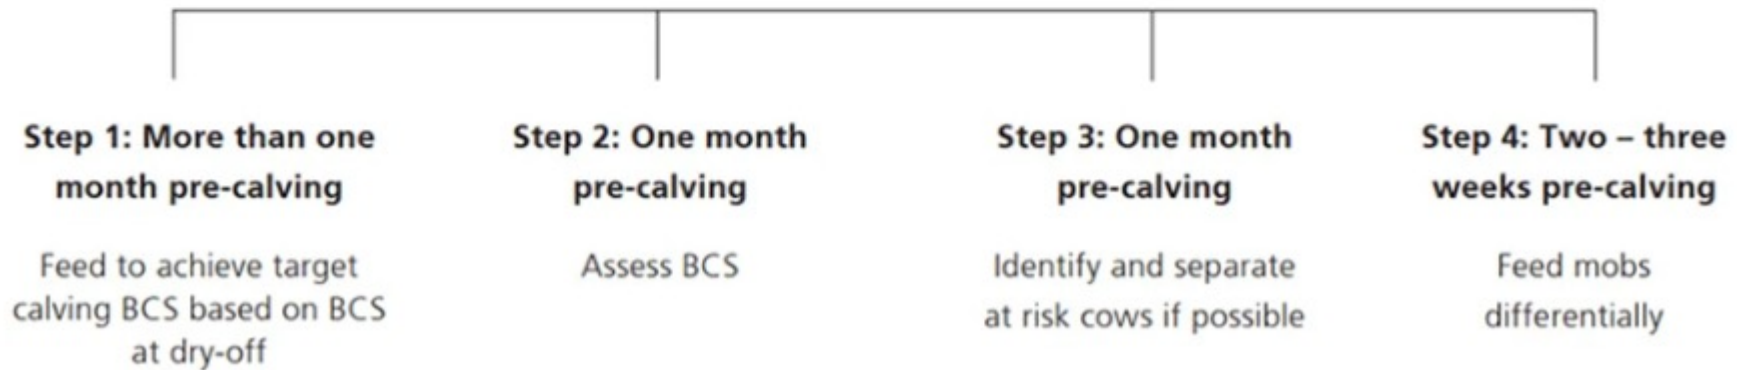 Step 1: More than one
month pre-calving
Feed to achieve target
calving BCS based on BCS
at dry-off
Step 2: One month
pre-calving
Assess BCS
Step 3: One month
pre-calving
Identify and separate
at risk cows if possible
Step 4: Two – three
weeks pre-calving
Feed mobs
differentially